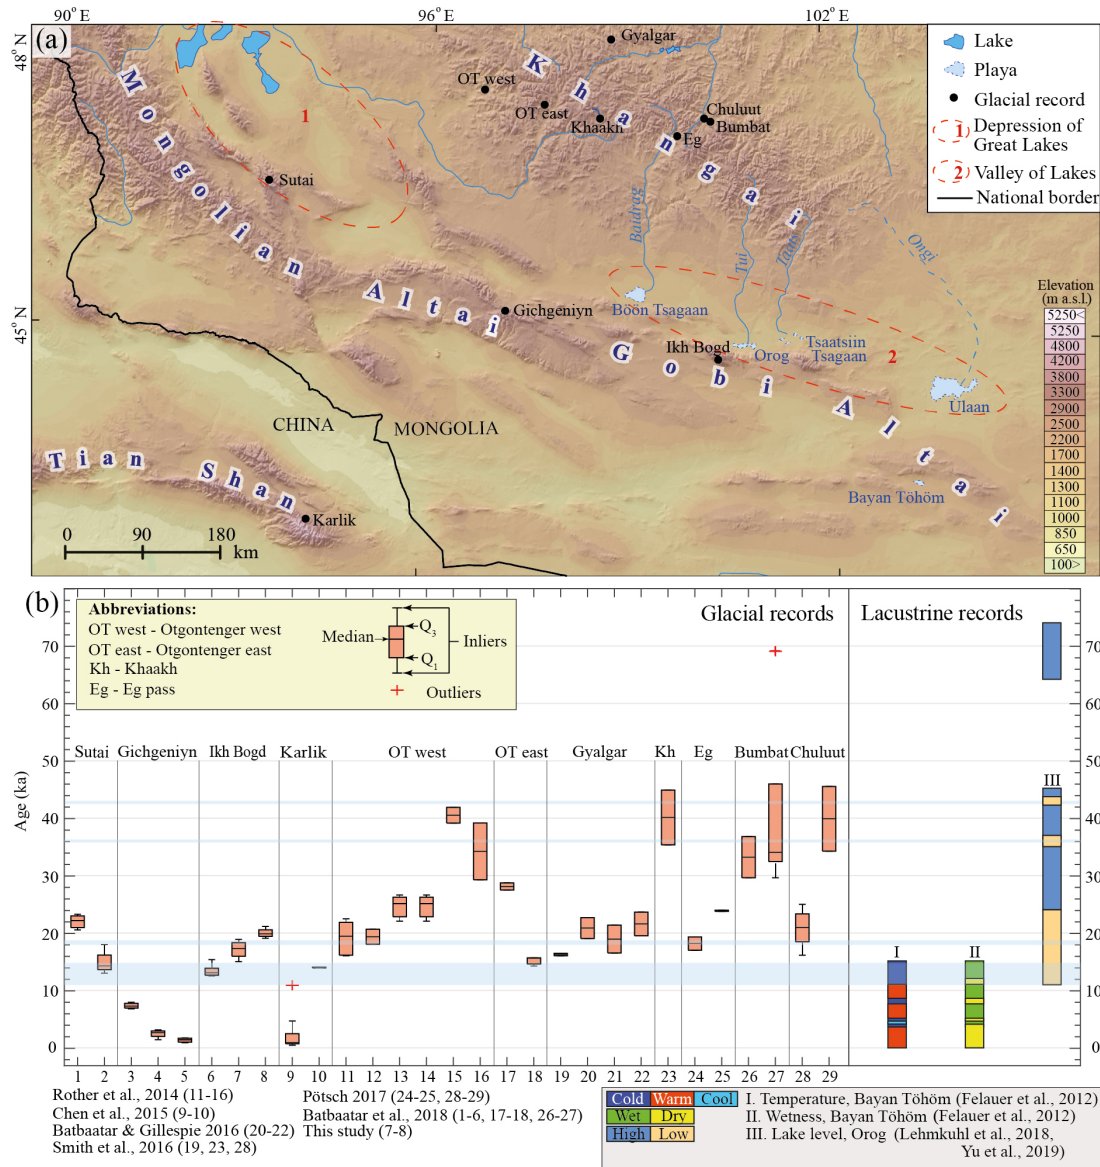 90° E
96° E
102° E
(a)
48° N
45° N
Gyalgar
OT west
OT east
Khaakh
Chuluut
Bumbat
Eg
Sutai
Khangai
Mongolian Altai
Gobi Altai
Tian Shan
1
2
Baidrag
Tui
Taats
Ongi
Böön Tsagaan
Gichgeniyn
Ikh Bogd
Orog
Tsaatsiin
Tsagaan
Ulaan
Bayan Töhöm
CHINA
MONGOLIA
Karlik
0 90 180
km
Lake
Playa
Glacial record
1 Depression of
Great Lakes
2 Valley of Lakes
National border
Elevation
(m a.s.l.)
5250<
5250
4800
4200
3800
3300
2900
2500
2200
1700
1400
1300
1100
1000
850
650
100>
(b)
Abbreviations:
OT west - Otgontenger west
OT east - Otgontenger east
Kh - Khaakh
Eg - Eg pass
Median
Q3
Q1
Inliers
Outliers
Glacial records
Lacustrine records
Age (ka)
70
60
50
40
30
20
10
0
70
60
50
40
30
20
10
0
Sutai Gichgeniyn Ikh Bogd Karlik OT west OT east Gyalgar Kh Eg Bumbat Chuluut
I
II
III
1 2 3 4 5 6 7 8 9 10 11 12 13 14 15 16 17 18 19 20 21 22 23 24 25 26 27 28 29
Rother et al., 2014 (11-16)
Chen et al., 2015 (9-10)
Batbaatar & Gillespie 2016 (20-22)
Smith et al., 2016 (19, 23, 28)
Pötsch 2017 (24-25, 28-29)
Batbaatar et al., 2018 (1-6, 17-18, 26-27)
This study (7-8)
Cold Warm Cool
Wet Dry
High Low
I. Temperature, Bayan Töhöm (Felauer et al., 2012)
II. Wetness, Bayan Töhöm (Felauer et al., 2012)
III. Lake level, Orog (Lehmkuhl et al., 2018,
Yu et al., 2019)